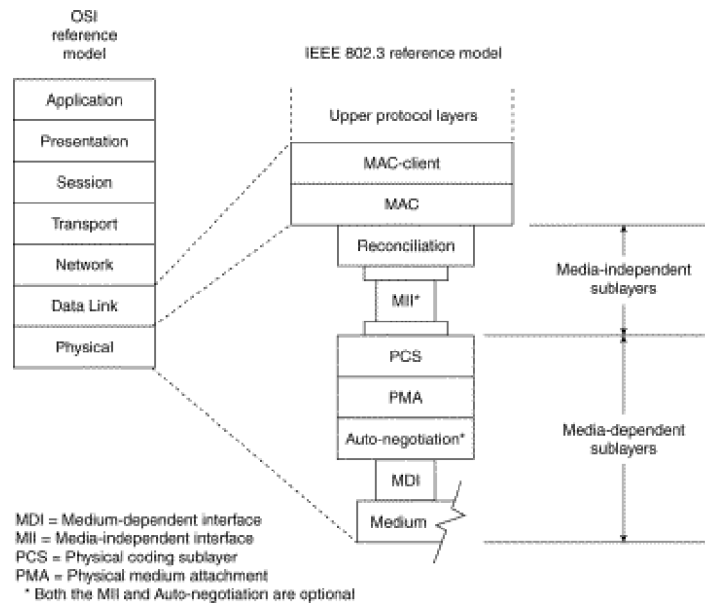 OSI
reference
model
Application
Presentation
Session
Transport
Network
Data Link
Physical
IEEE 802.3 reference model
Upper protocol layers
MAC-client
MAC
Reconciliation
MII*
PCS
PMA
Auto-negotiation*
MDI
Medium
Media-independent
sublayers
Media-dependent
sublayers
MDI = Medium-dependent interface
MII = Media-independent interface
PCS = Physical coding sublayer
PMA = Physical medium attachment
* Both the MII and Auto-negotiation are optional